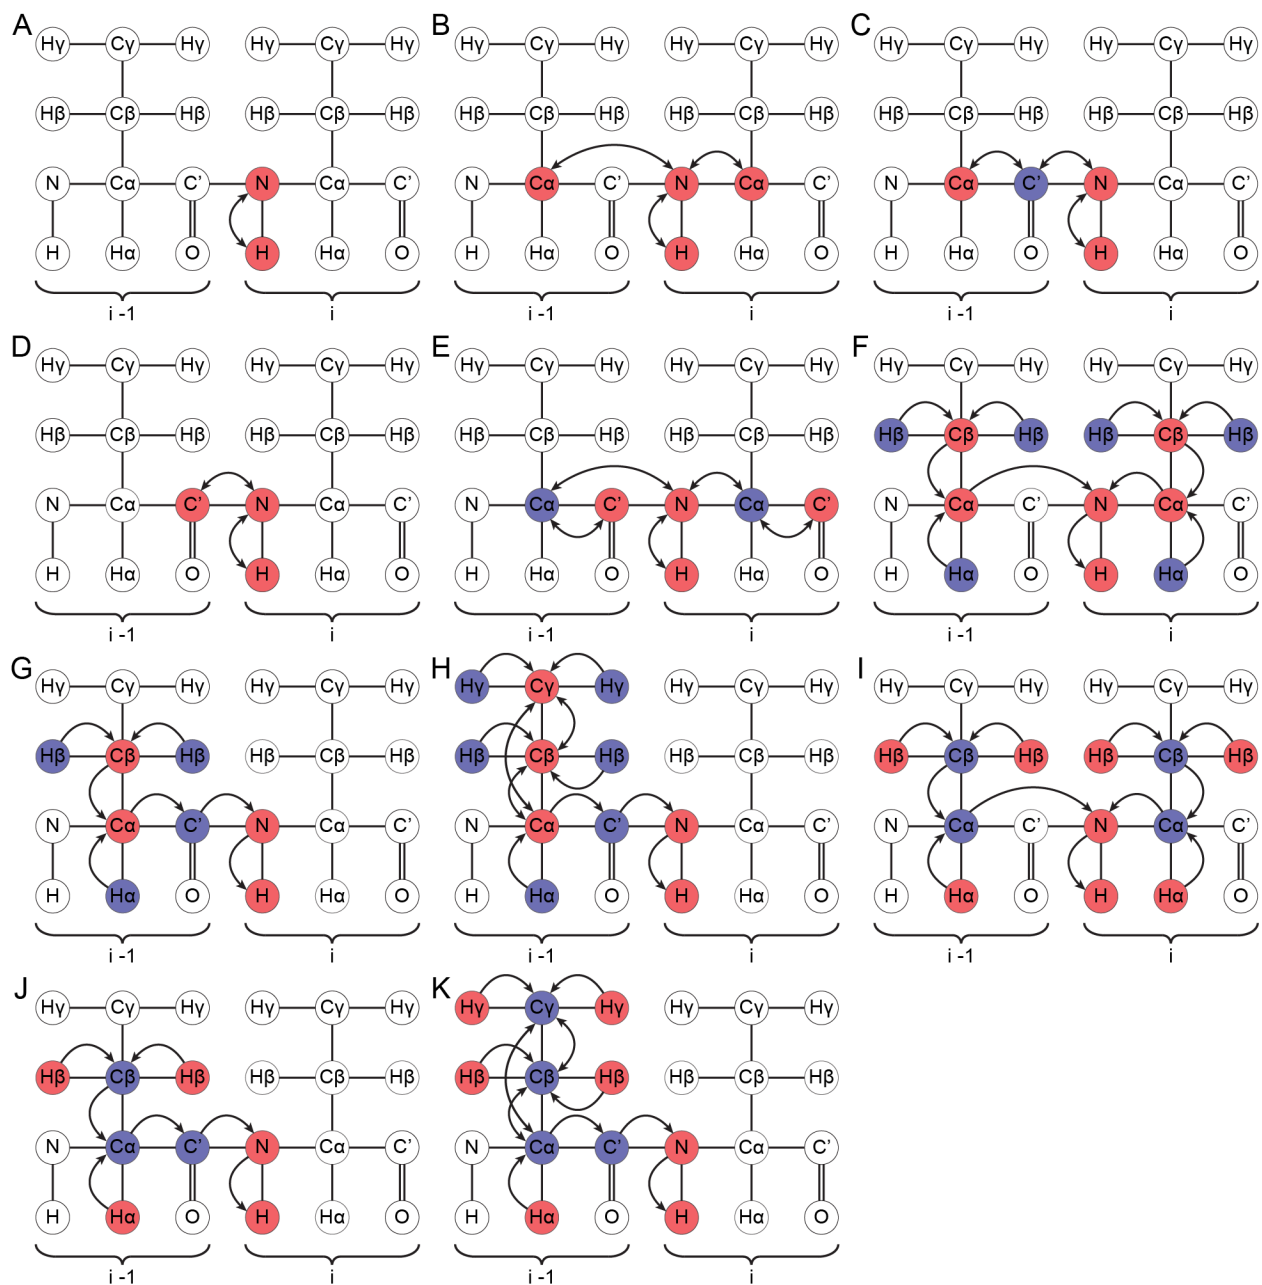 A B C
Hγ Cγ Hγ Hγ Cγ Hγ Hγ Cγ Hγ Hγ Cγ Hγ Hγ Cγ Hγ Hγ Cγ Hγ
Hβ Cβ Hβ Hβ Cβ Hβ Hβ Cβ Hβ Hβ Cβ Hβ Hβ Cβ Hβ Hβ Cβ Hβ
N Cα C' N Cα C' N Cα C' N Cα C' N Cα C' N Cα C'
H Hα O H Hα O H Hα O H Hα O H Hα O H Hα O
i -1 i i -1 i i -1 i
D E F
Hγ Cγ Hγ Hγ Cγ Hγ Hγ Cγ Hγ Hγ Cγ Hγ Hγ Cγ Hγ Hγ Cγ Hγ
Hβ Cβ Hβ Hβ Cβ Hβ Hβ Cβ Hβ Hβ Cβ Hβ Hβ Cβ Hβ Hβ Cβ Hβ
N Cα C' N Cα C' N Cα C' N Cα C' N Cα C' N Cα C'
H Hα O H Hα O H Hα O H Hα O H Hα O H Hα O
i -1 i i -1 i i -1 i
G H I
Hγ Cγ Hγ Hγ Cγ Hγ Hγ Cγ Hγ Hγ Cγ Hγ Hγ Cγ Hγ Hγ Cγ Hγ
Hβ Cβ Hβ Hβ Cβ Hβ Hβ Cβ Hβ Hβ Cβ Hβ Hβ Cβ Hβ Hβ Cβ Hβ
N Cα C' N Cα C' N Cα C' N Cα C' N Cα C' N Cα C'
H Hα O H Hα O H Hα O H Hα O H Hα O H Hα O
i -1 i i -1 i i -1 i
J K
Hγ Cγ Hγ Hγ Cγ Hγ Hγ Cγ Hγ Hγ Cγ Hγ
Hβ Cβ Hβ Hβ Cβ Hβ Hβ Cβ Hβ Hβ Cβ Hβ
N Cα C' N Cα C' N Cα C' N Cα C'
H Hα O H Hα O H Hα O H Hα O
i -1 i i -1 i